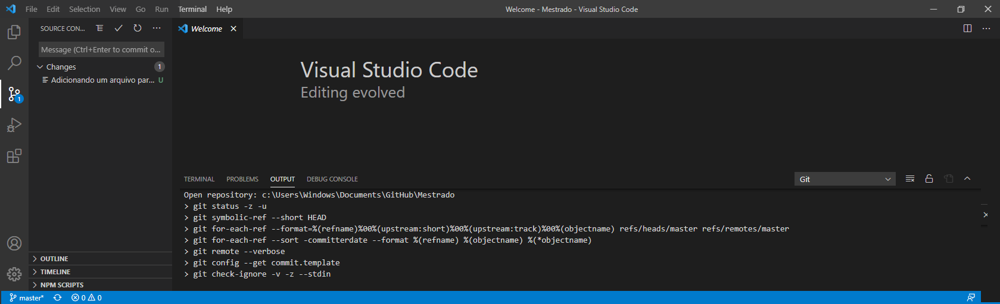 File Edit Selection View Go Run Terminal Help
Welcome - Mestrado - Visual Studio Code
SOURCE CON...
Welcome
Message (Ctrl+Enter to commit o...
Changes 1
Adicionando um arquivo par... U
1
Visual Studio Code
Editing evolved
TERMINAL PROBLEMS OUTPUT DEBUG CONSOLE
Git
Open repository: c:\Users\Windows\Documents\GitHub\Mestrado
> git status -z -u
> git symbolic-ref --short HEAD
> git for-each-ref --format=%(refname)%00%(upstream:short)%00%(upstream:track)%00%(objectname) refs/heads/master refs/remotes/master
> git for-each-ref --sort -committerdate --format %(refname) %(objectname) %(*objectname)
> git remote --verbose
> git config --get commit.template
> git check-ignore -v -z --stdin
OUTLINE
TIMELINE
NPM SCRIPTS
master* 0 0